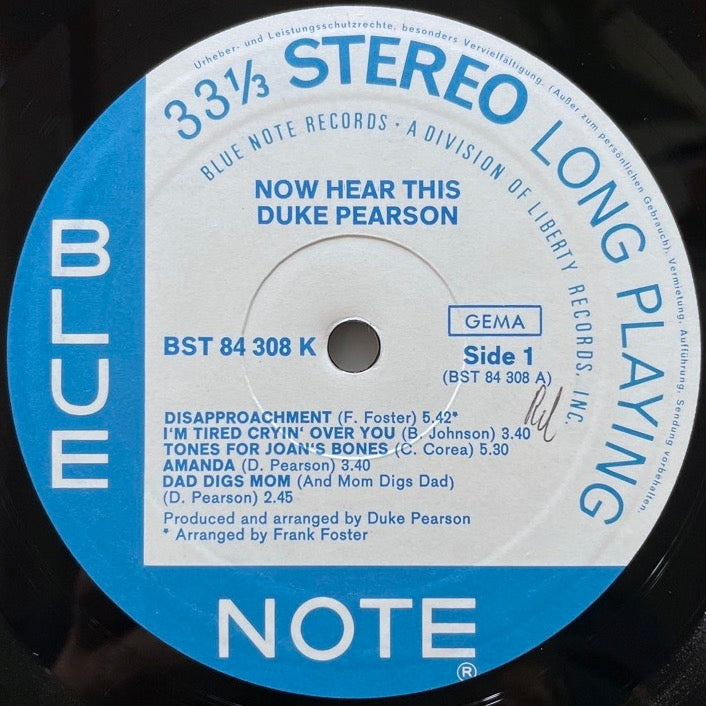 Urheber- und Leistungsschutzrechte, besonders Vervielfältigung, (Außer zum persönlichen Gebrauch), Vermietung, Aufführung, Sendung vorbehalten.
33⅓ STEREO LONG PLAYING
BLUE NOTE RECORDS · A DIVISION OF LIBERTY RECORDS, INC.
NOW HEAR THIS
DUKE PEARSON
BLUE
BST 84 308 K
GEMA
Side 1
(BST 84 308 A)
DISAPPROACHMENT (F. Foster) 5.42*
I'M TIRED CRYIN' OVER YOU (B. Johnson) 3.40
TONES FOR JOAN'S BONES (C. Corea) 5.30
AMANDA (D. Pearson) 3.40
DAD DIGS MOM (And Mom Digs Dad)
(D. Pearson) 2.45
Produced and arranged by Duke Pearson
* Arranged by Frank Foster
NOTE
®